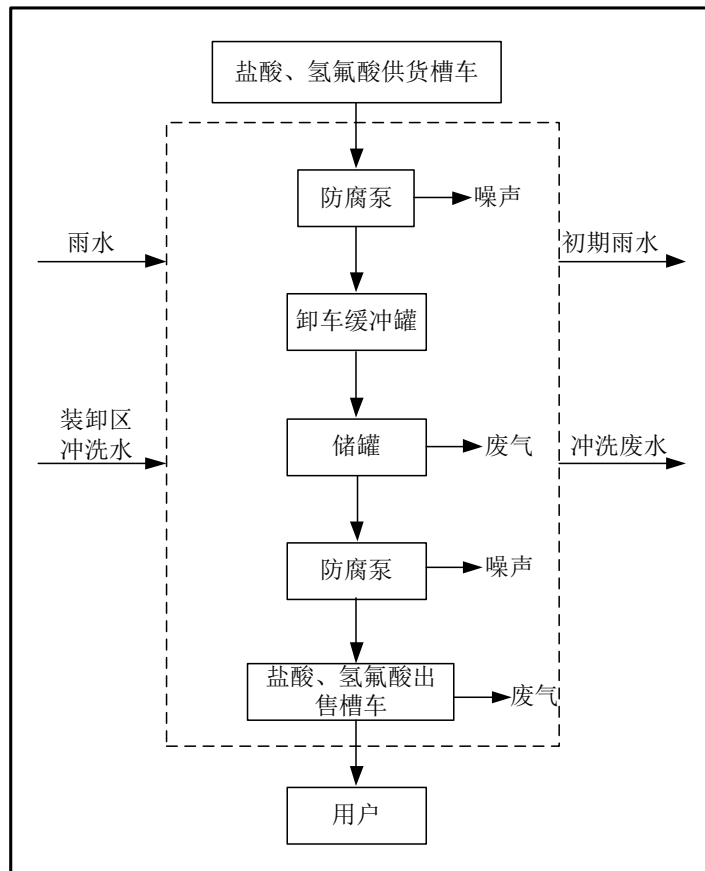 盐酸、氢氟酸供货槽车
防腐泵
噪声
雨水
初期雨水
卸车缓冲罐
装卸区
冲洗水
储罐
废气
冲洗废水
防腐泵
噪声
盐酸、氢氟酸出
售槽车
废气
用户